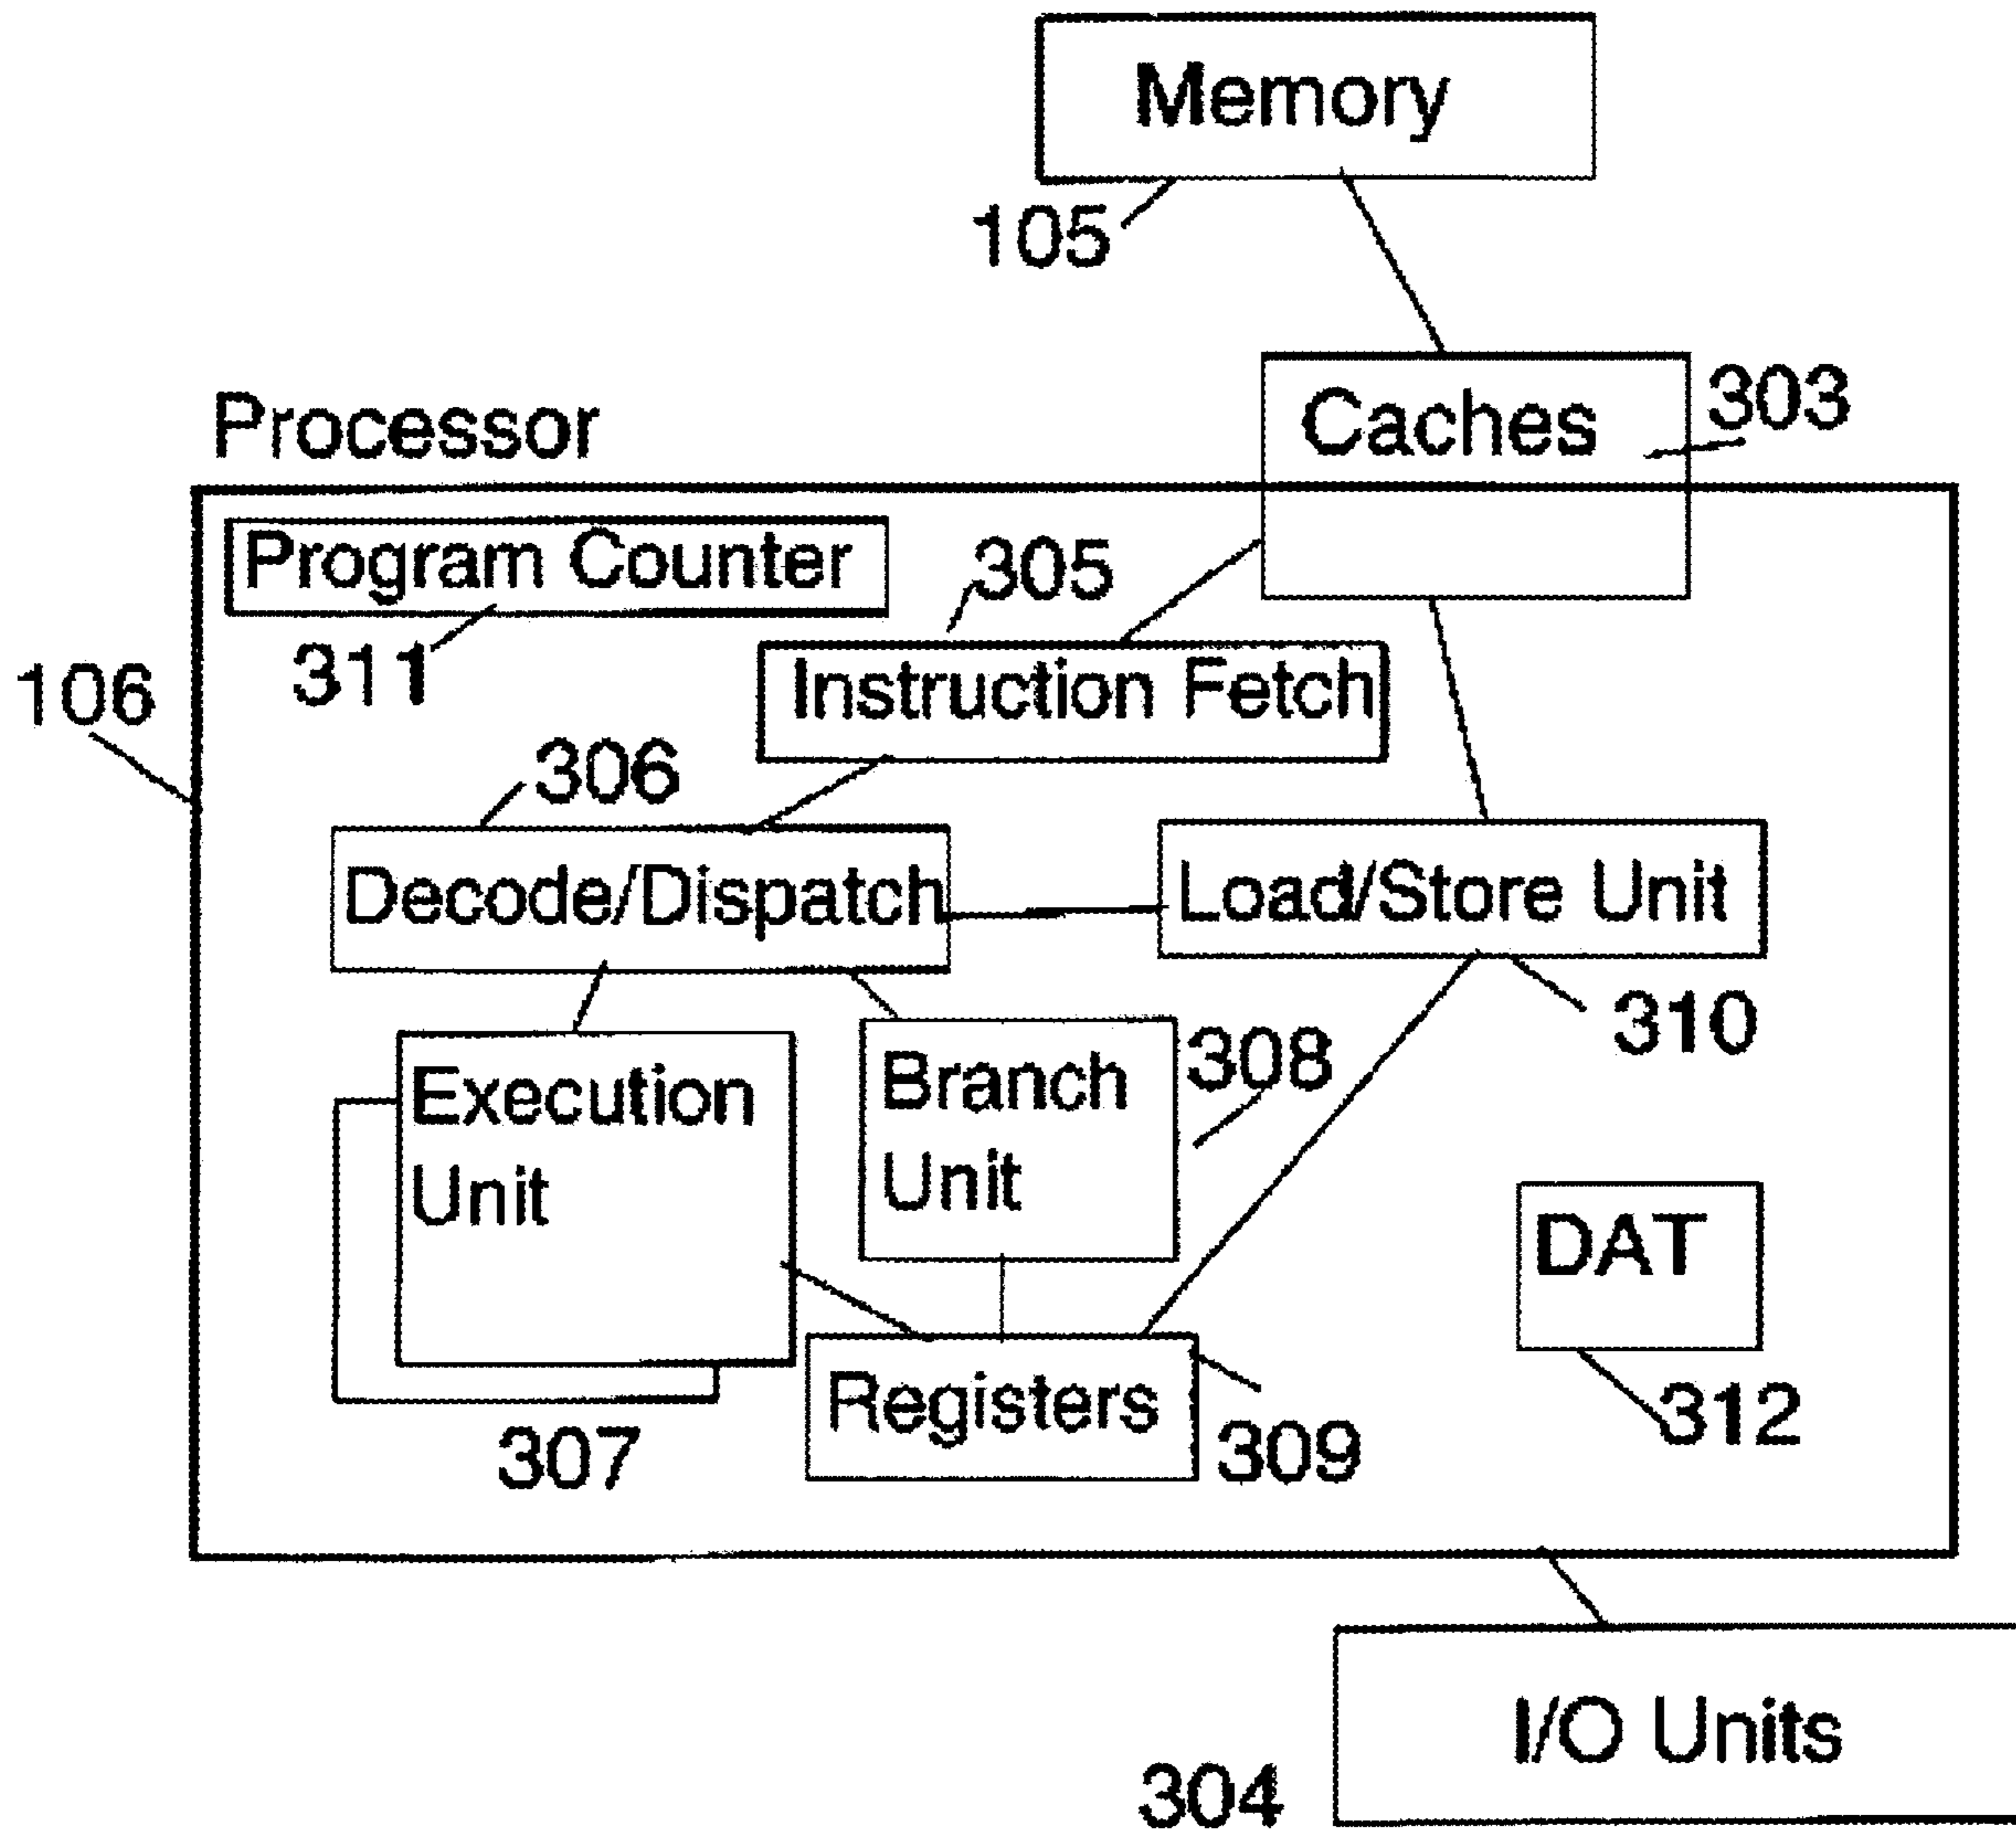 Memory
105
Caches
303
Processor
Program Counter
305
311
Instruction Fetch
106
306
Decode/Dispatch
Load/Store Unit
310
Execution
Unit
Branch
Unit
308
DAT
Registers
312
307
309
I/O Units
304